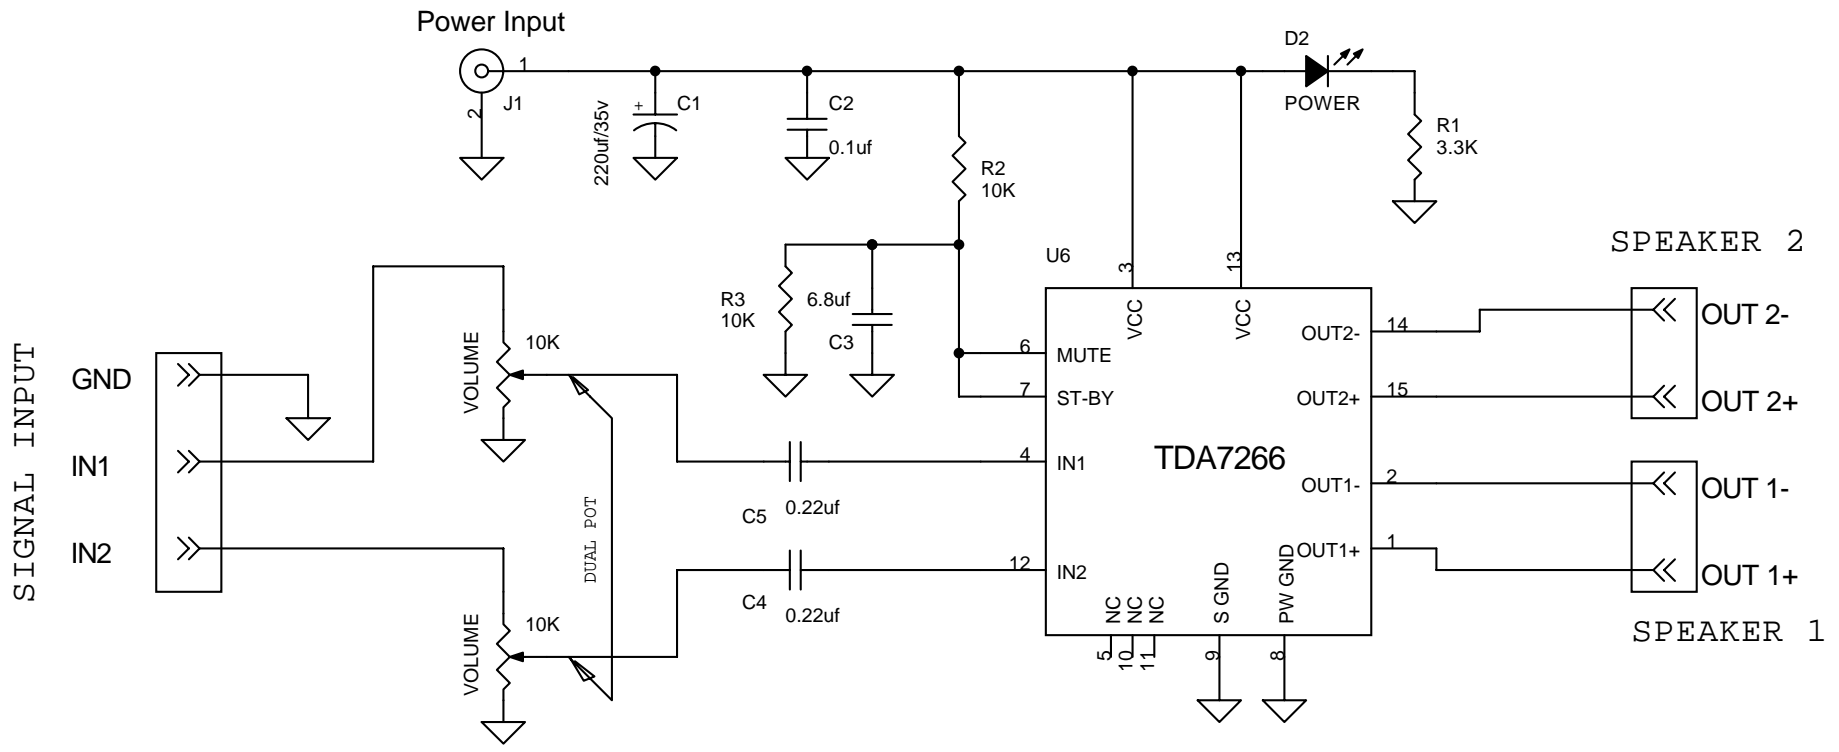 Power Input
1
2
J1
220uf/35v
+
C1
C2
0.1uf
R2
10K
D2
POWER
R1
3.3K
R3
10K
6.8uf
C3
U6
3
VCC
13
VCC
6
MUTE
7
ST-BY
4
IN1
12
IN2
TDA7266
OUT2-
14
OUT2+
15
OUT1-
2
OUT1+
1
NC
NC
NC
5
10
11
S GND
9
PW GND
8
SPEAKER 2
OUT 2-
OUT 2+
OUT 1-
OUT 1+
SPEAKER 1
SIGNAL INPUT
GND
IN1
IN2
VOLUME
10K
VOLUME
10K
DUAL POT
C5
0.22uf
C4
0.22uf